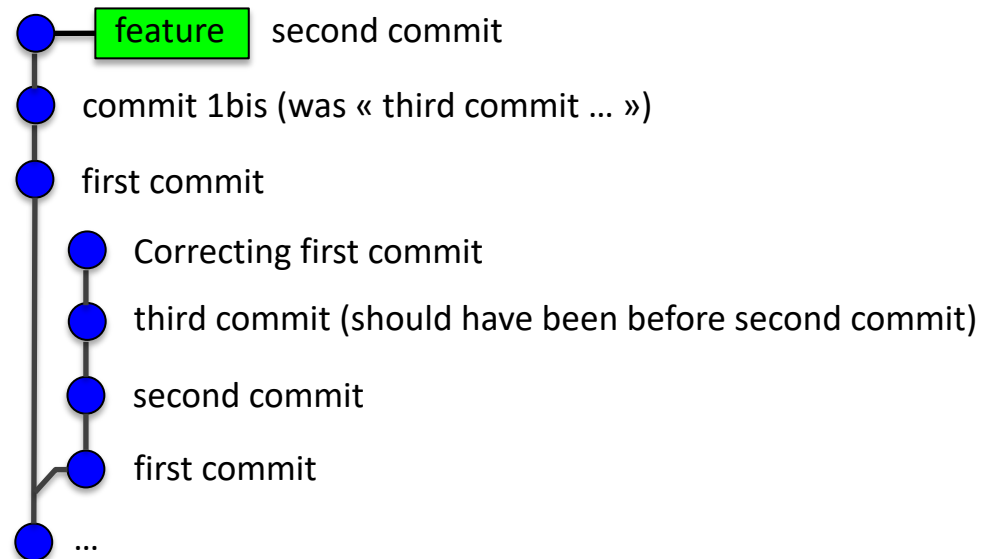 feature second commit
commit 1bis (was « third commit … »)
first commit
Correcting first commit
third commit (should have been before second commit)
second commit
first commit
…